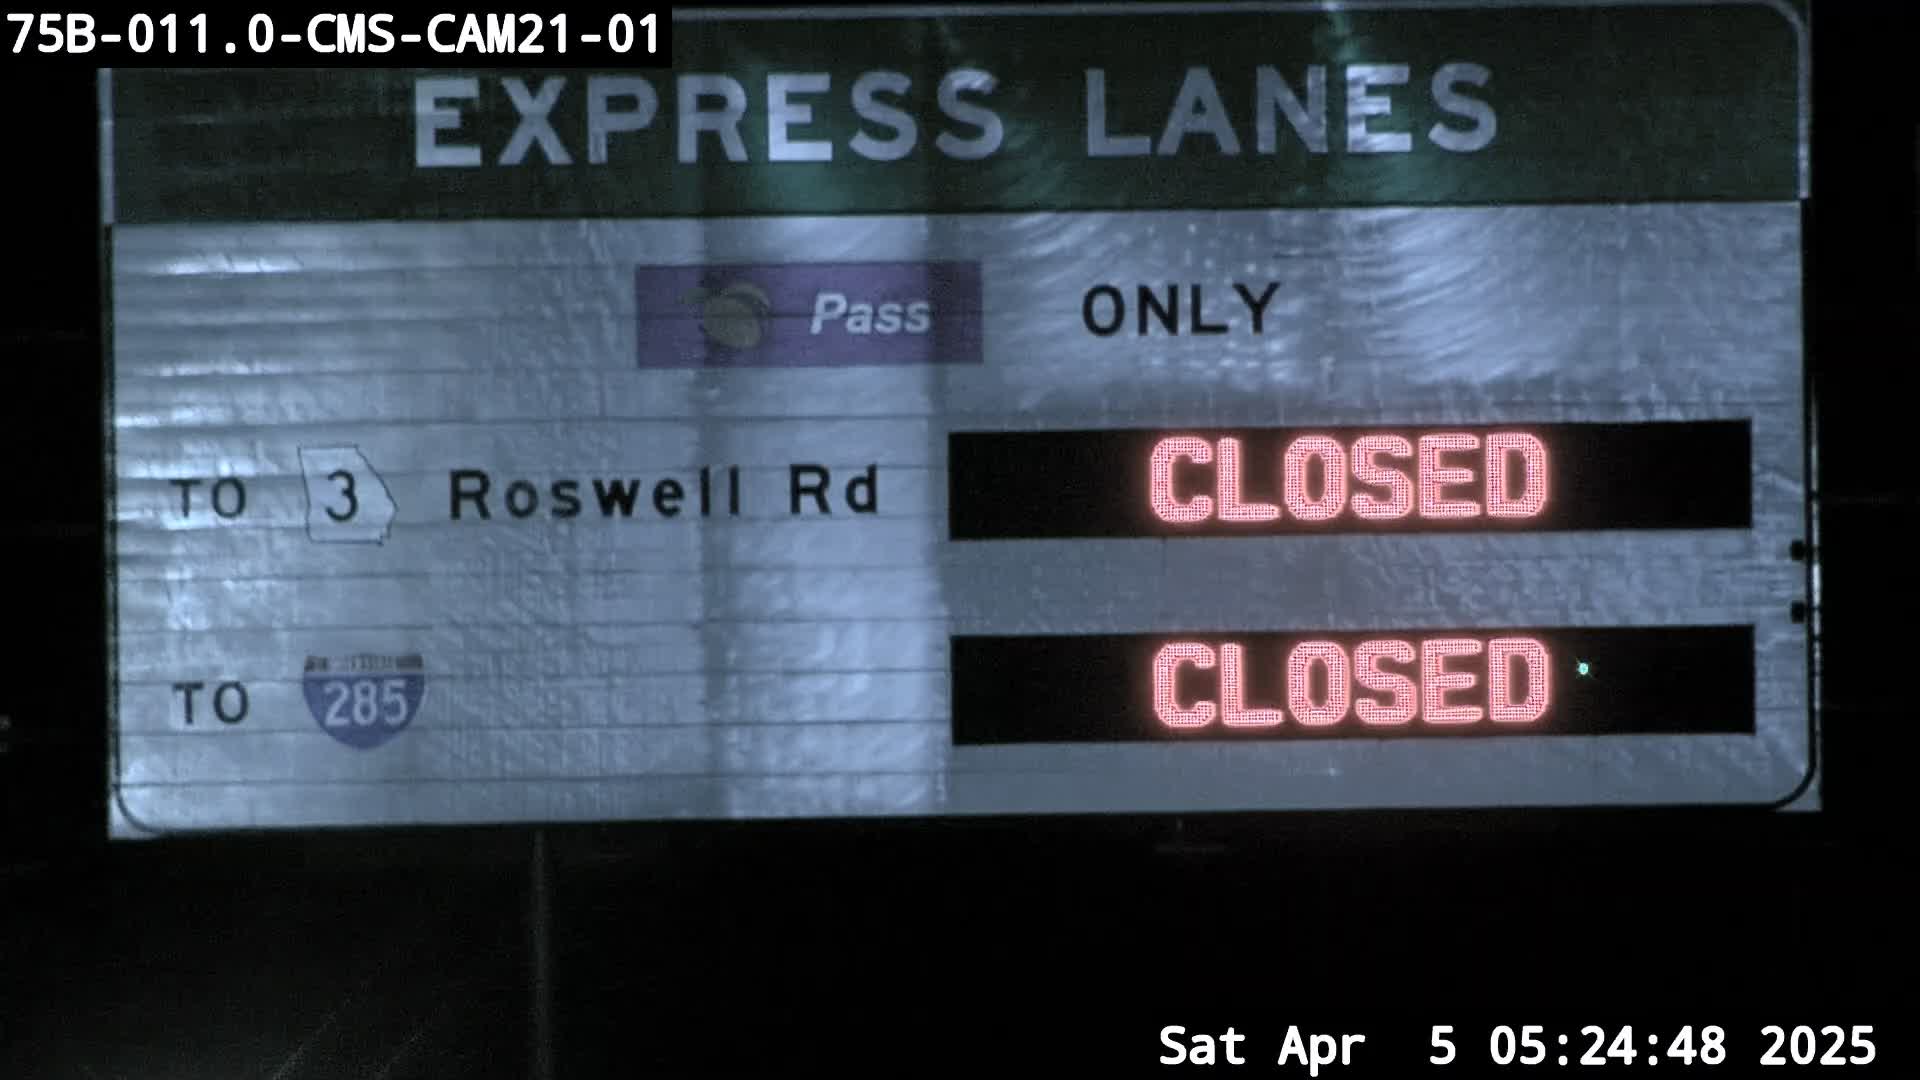 75B-011.0-CMS-CAM21-01
EXPRESS LANES
Pass ONLY
TO 3 Roswell Rd CLOSED
TO 285 CLOSED
Sat Apr 5 05:24:48 2025